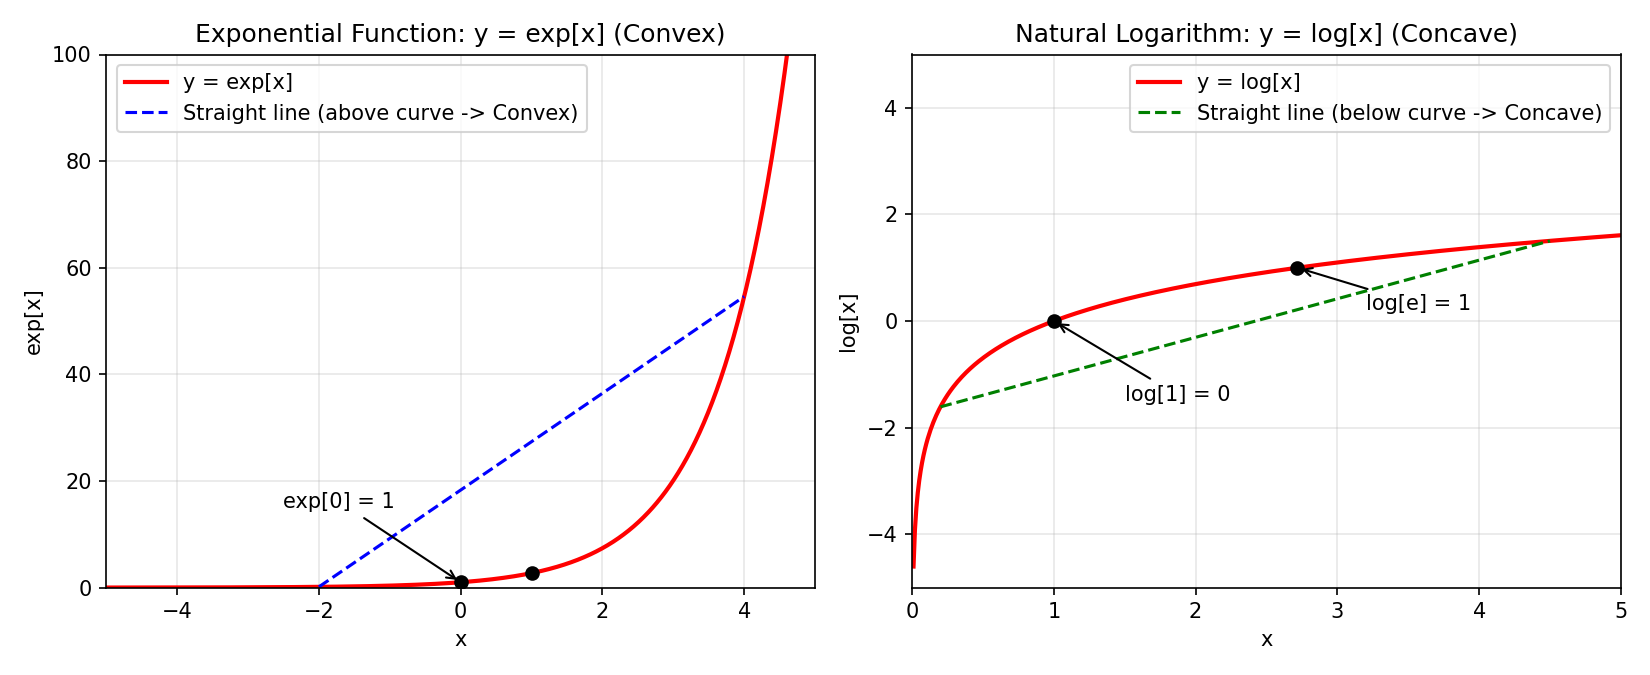 Exponential Function: y = exp[x] (Convex)
100
80
60
40
20
0
exp[x]
y = exp[x]
Straight line (above curve -> Convex)
exp[0] = 1
−4
−2
0
2
4
x
Natural Logarithm: y = log[x] (Concave)
4
2
0
−2
−4
log[x]
y = log[x]
Straight line (below curve -> Concave)
log[e] = 1
log[1] = 0
0
1
2
3
4
5
x